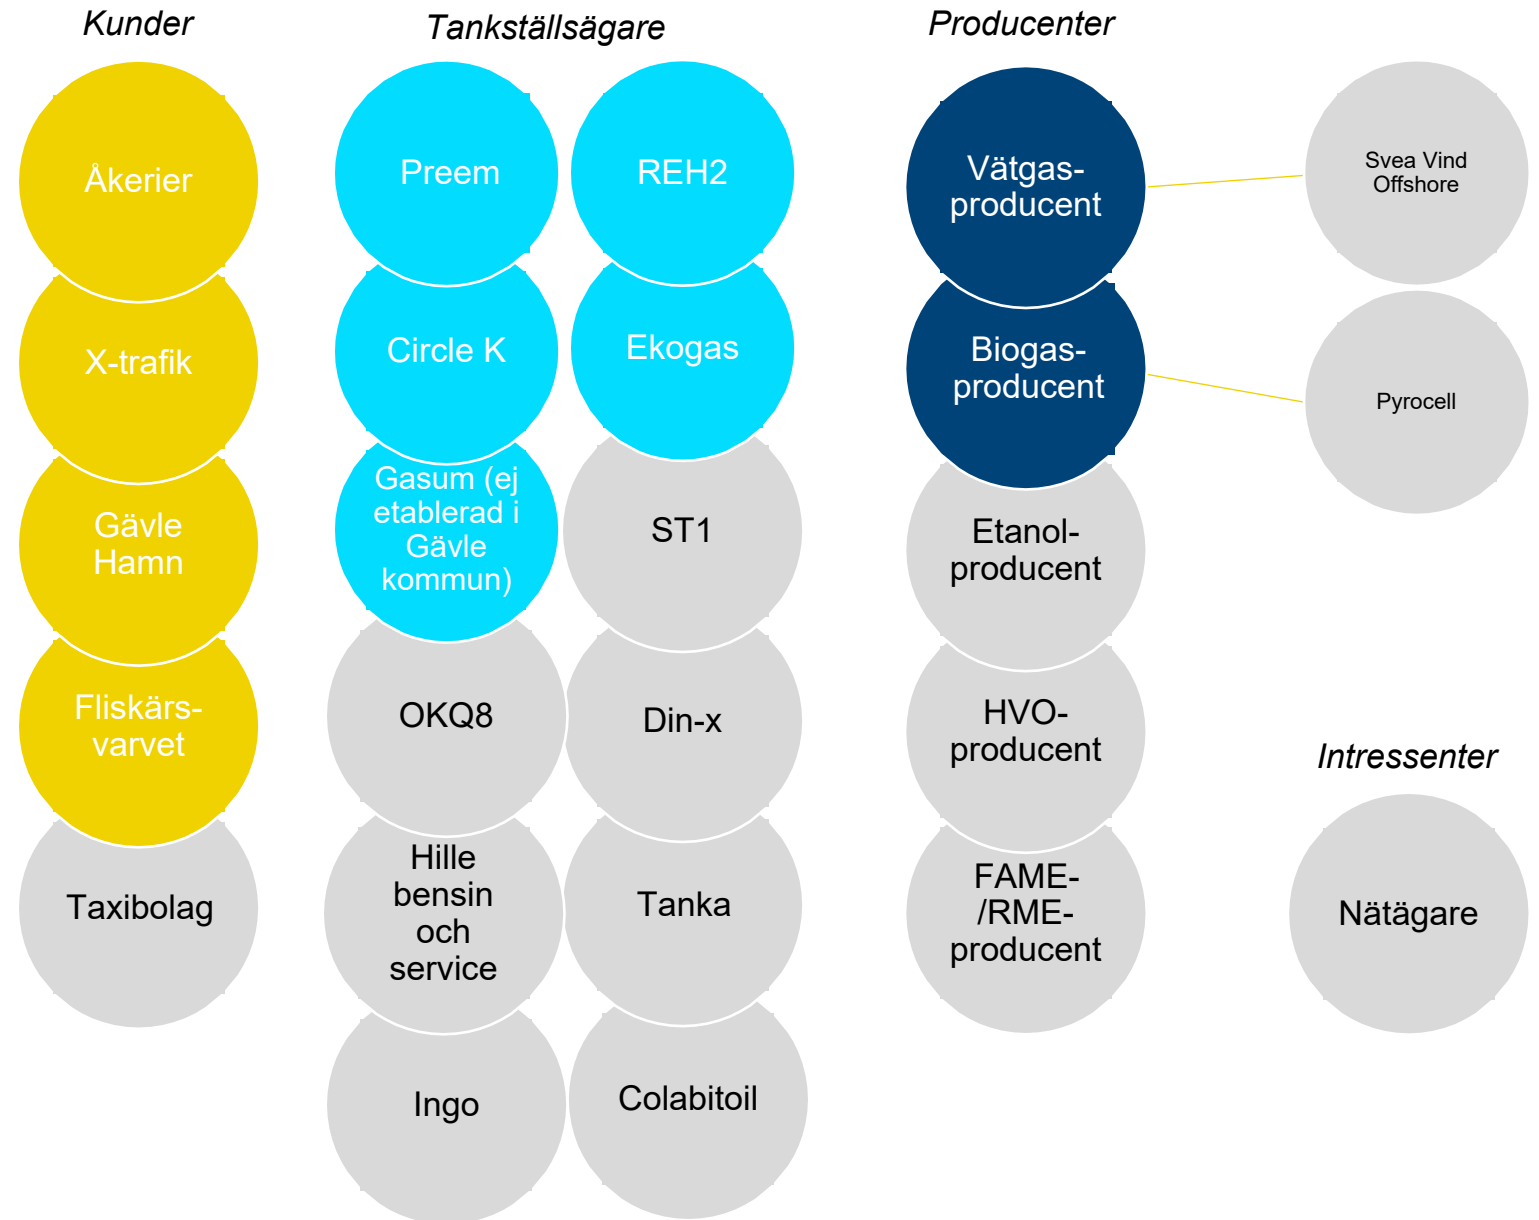 Kunder
Åkerier
X-trafik
Gävle
Hamn
Fliskärs-
varvet
Taxibolag
Tankställsägare
Preem
Circle K
Gasum (ej
etablerad i
Gävle
kommun)
OKQ8
Hille
bensin
och
service
Ingo
REH2
Ekogas
ST1
Din-x
Tanka
Colabitoil
Producenter
Vätgas-
producent
Biogas-
producent
Etanol-
producent
HVO-
producent
FAME-
/RME-
producent
Svea Vind
Offshore
Pyrocell
Intressenter
Nätägare